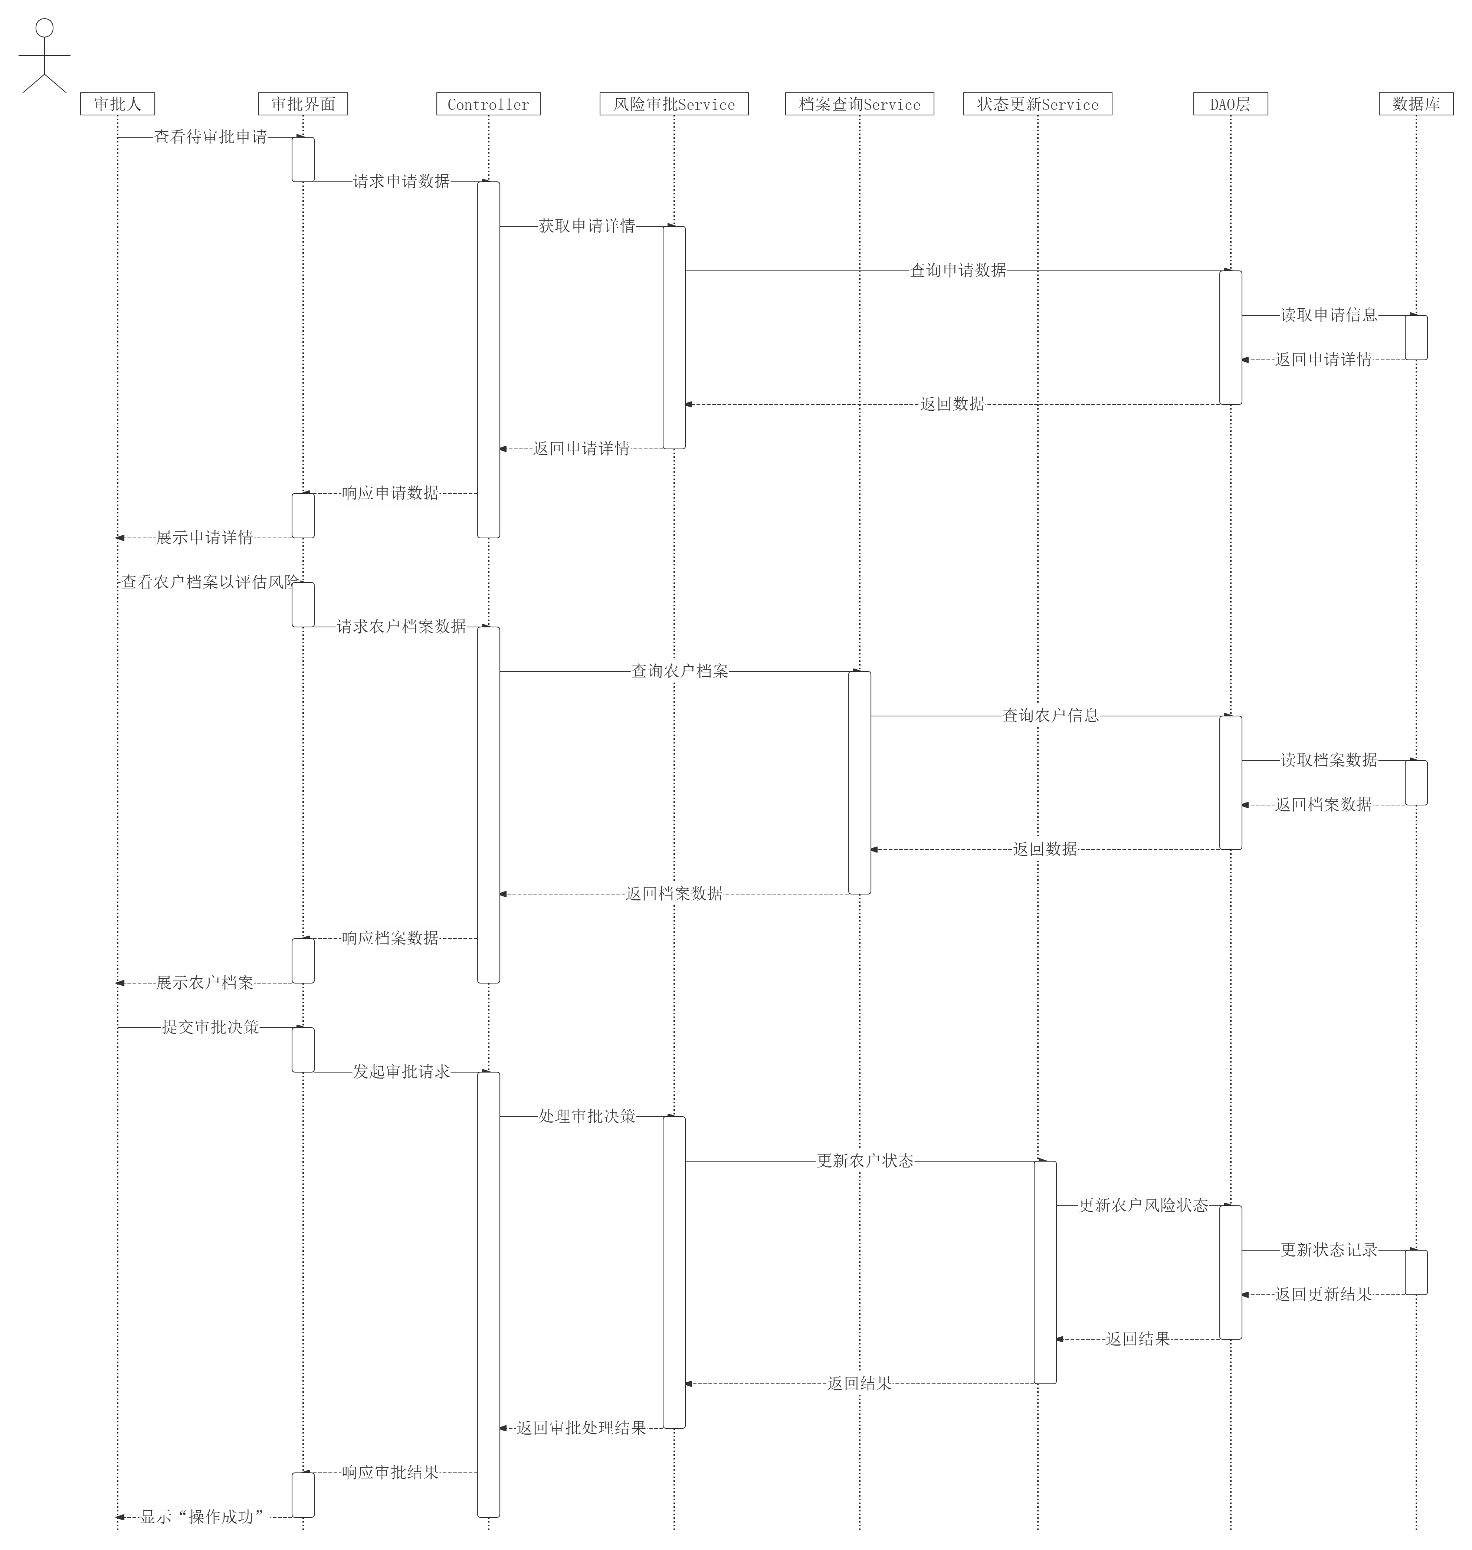 审批人
审批界面
Controller
风险审批Service
档案查询Service
状态更新Service
DAO层
数据库
查看待审批申请
请求申请数据
获取申请详情
查询申请数据
读取申请信息
返回申请详情
返回数据
返回申请详情
响应申请数据
展示申请详情
查看农户档案以评估风险
请求农户档案数据
查询农户档案
查询农户信息
读取档案数据
返回档案数据
返回数据
返回档案数据
响应档案数据
展示农户档案
提交审批决策
发起审批请求
处理审批决策
更新农户状态
更新农户风险状态
更新状态记录
返回更新结果
返回结果
返回结果
返回审批处理结果
响应审批结果
显示“操作成功”